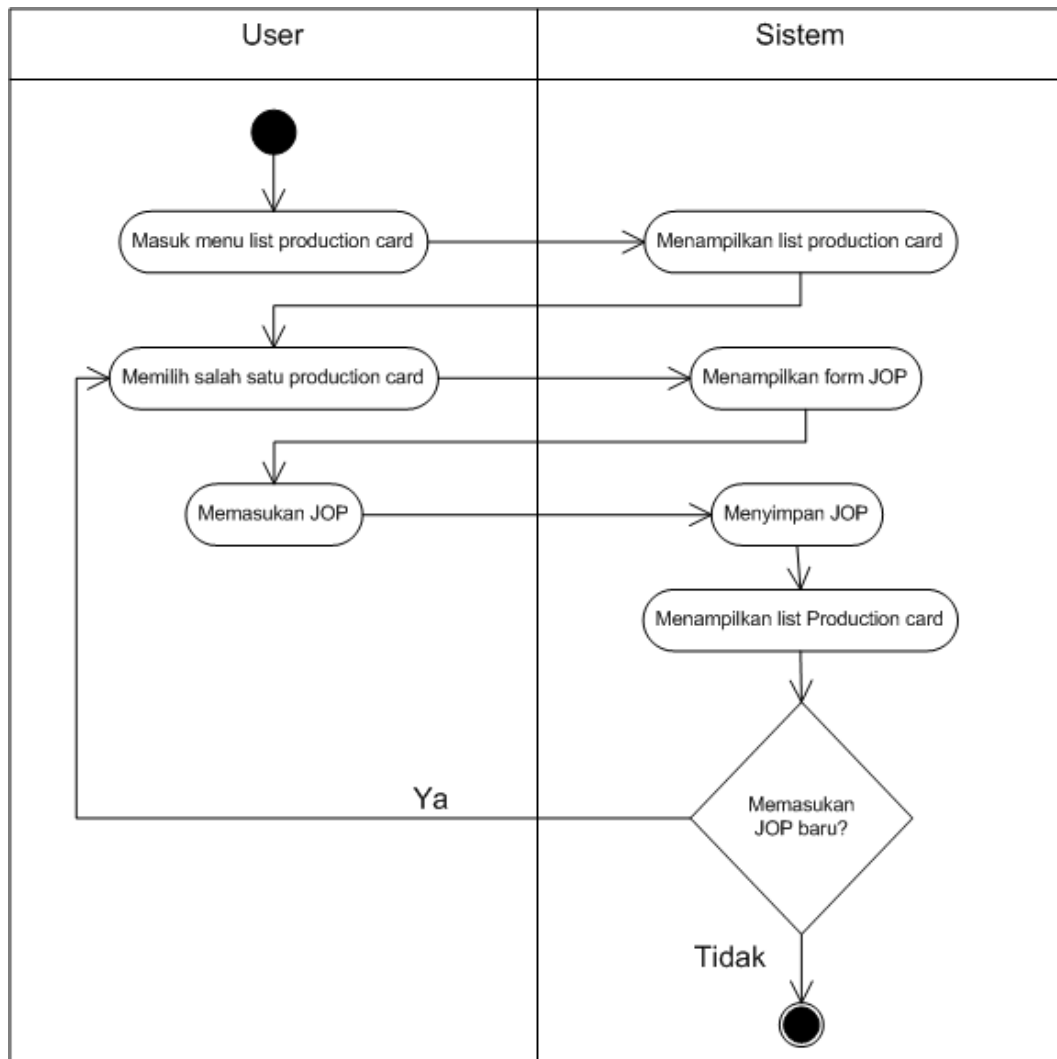 User
Sistem
Masuk menu list production card
Menampilkan list production card
Memilih salah satu production card
Menampilkan form JOP
Memasukan JOP
Menyimpan JOP
Menampilkan list Production card
Memasukan
JOP baru?
Ya
Tidak